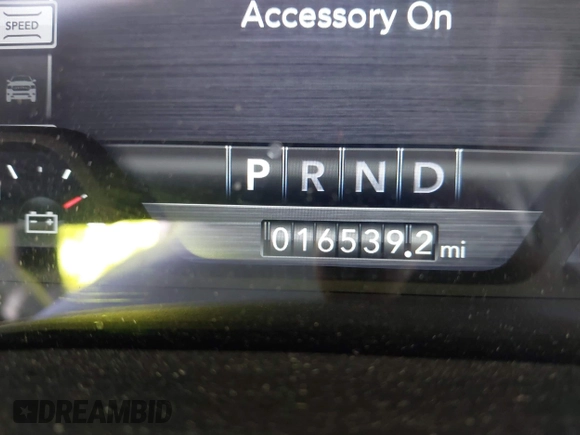 Accessory On
SPEED
P R N D
016539.2 mi
DREAMBID